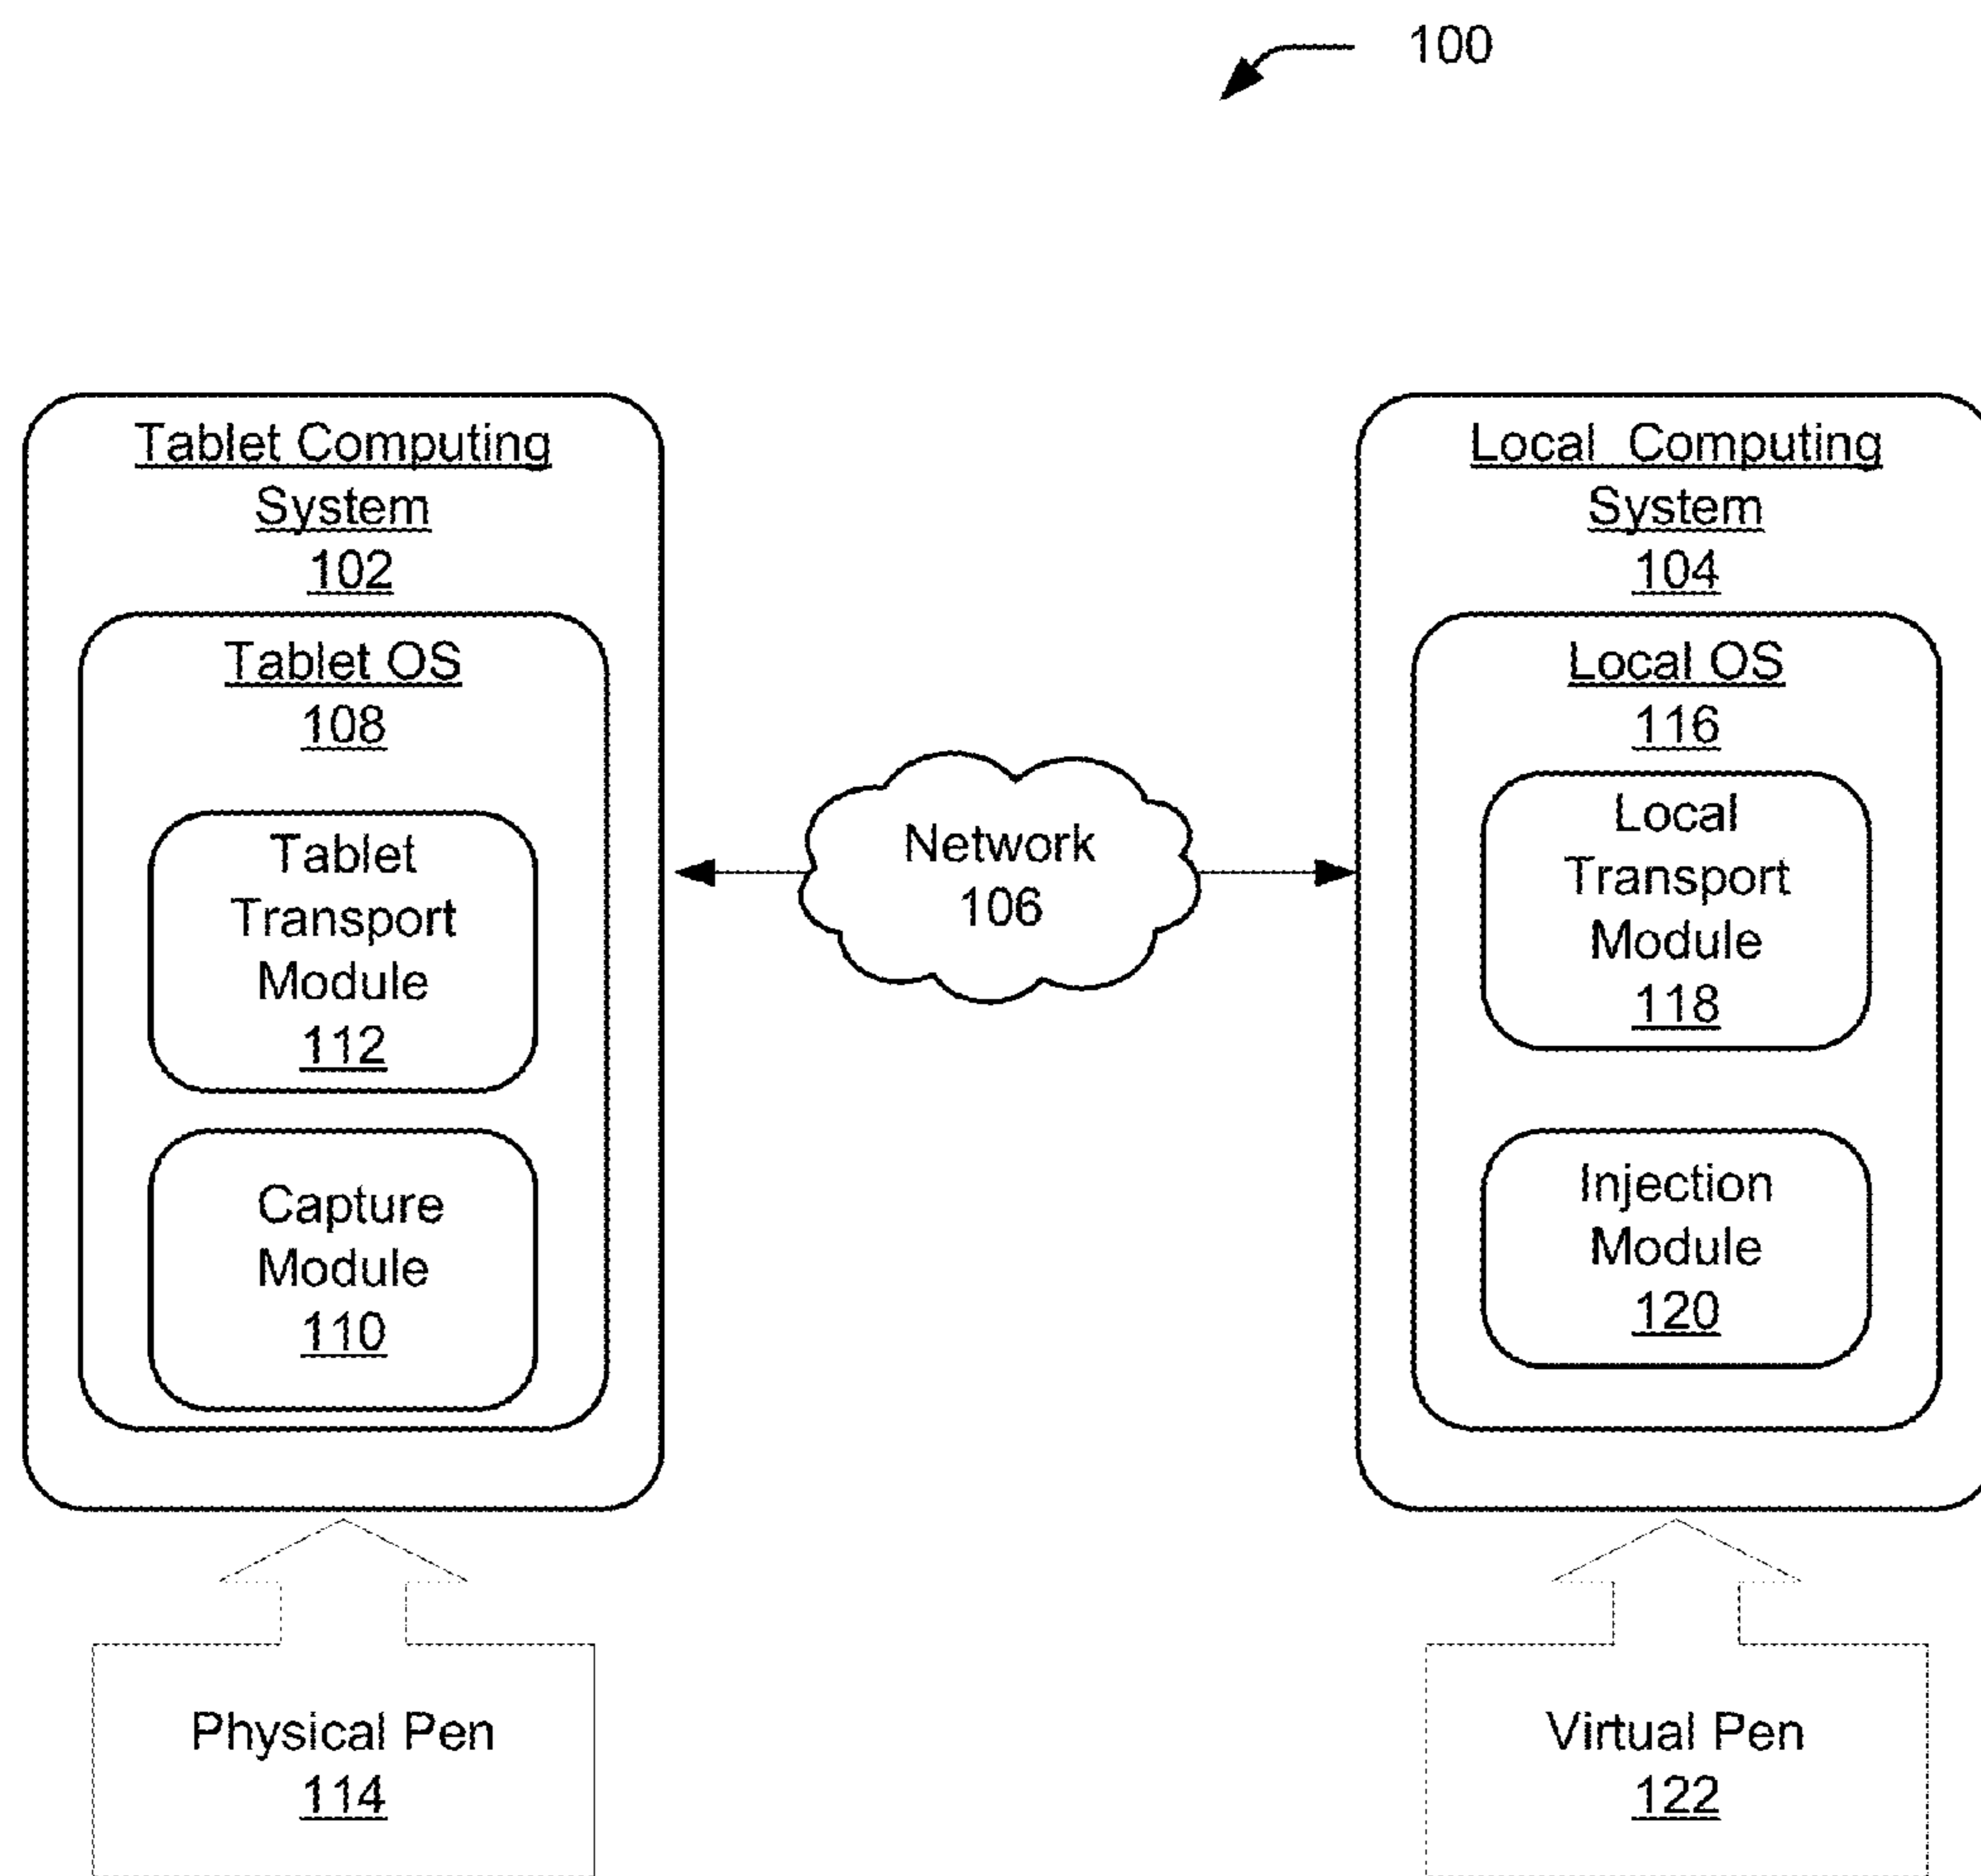 100
Tablet Computing
System
102
Tablet OS
108
Tablet
Transport
Module
112
Capture
Module
110
Physical Pen
114
Network
106
Local Computing
System
104
Local OS
116
Local
Transport
Module
118
Injection
Module
120
Virtual Pen
122